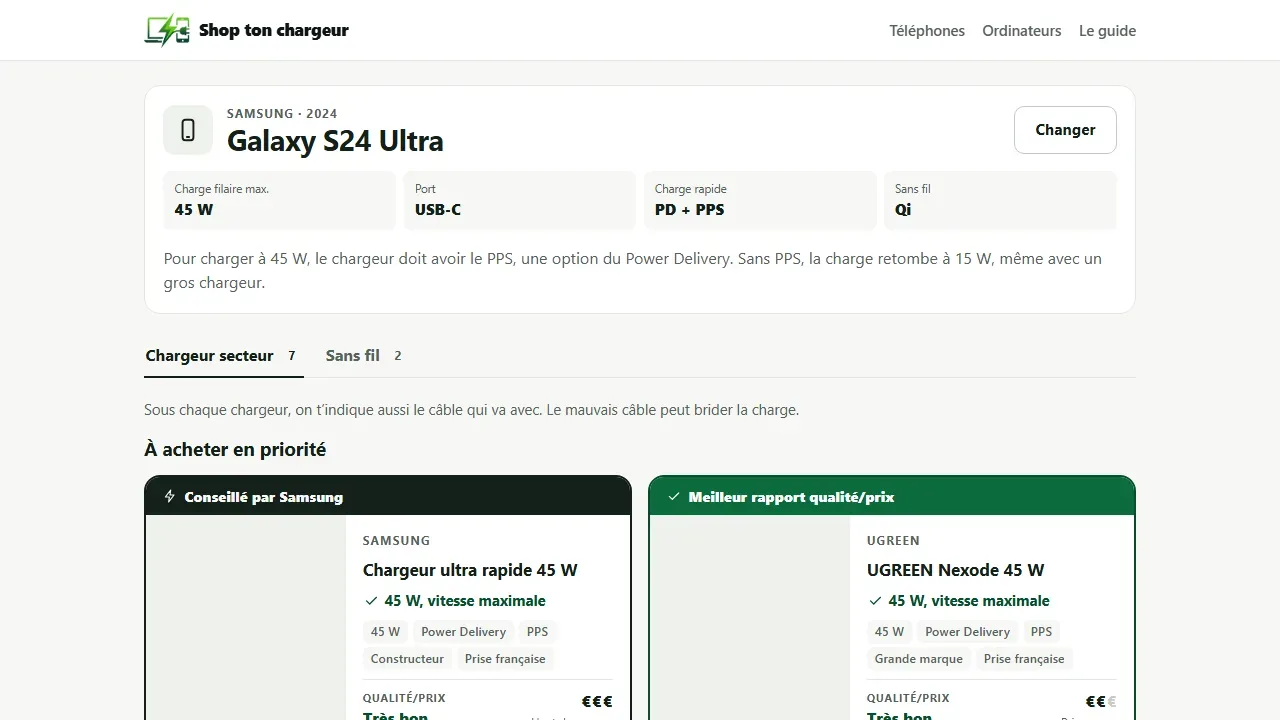 Shop ton chargeur
Téléphones
Ordinateurs
Le guide
SAMSUNG · 2024
Galaxy S24 Ultra
Changer
Charge filaire max.
45 W
Port
USB-C
Charge rapide
PD + PPS
Sans fil
Qi
Pour charger à 45 W, le chargeur doit avoir le PPS, une option du Power Delivery. Sans PPS, la charge retombe à 15 W, même avec un
gros chargeur.
Chargeur secteur 7
Sans fil 2
Sous chaque chargeur, on t’indique aussi le câble qui va avec. Le mauvais câble peut brider la charge.
À acheter en priorité
Conseillé par Samsung
SAMSUNG
Chargeur ultra rapide 45 W
45 W, vitesse maximale
45 W
Power Delivery
PPS
Constructeur
Prise française
QUALITÉ/PRIX
€€€
Très bon
Meilleur rapport qualité/prix
UGREEN
UGREEN Nexode 45 W
45 W, vitesse maximale
45 W
Power Delivery
PPS
Grande marque
Prise française
QUALITÉ/PRIX
€€€
Très bon